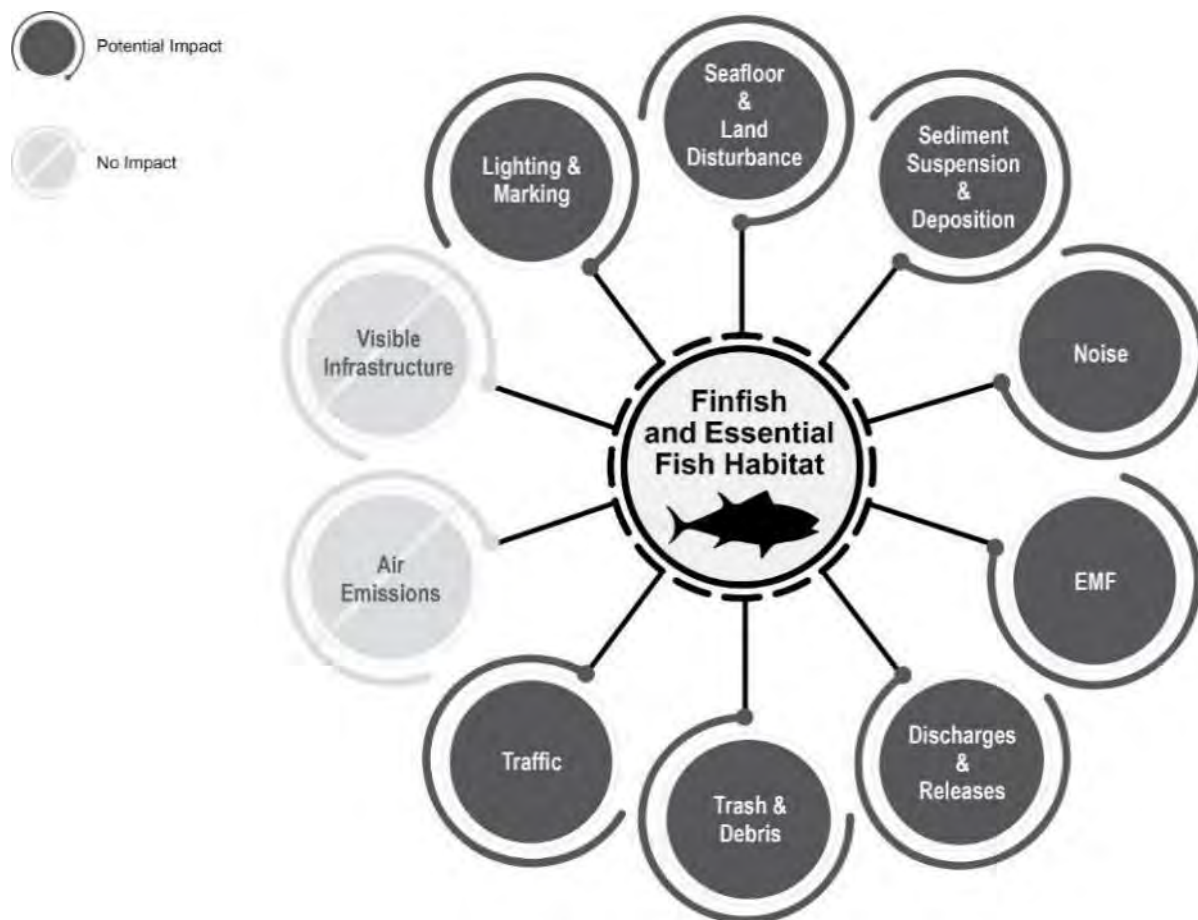 Potential Impact
No Impact
Seafloor
&
Land
Disturbance
Sediment
Suspension
&
Deposition
Noise
EMF
Discharges
&
Releases
Trash &
Debris
Traffic
Air
Emissions
Visible
Infrastructure
Lighting &
Marking
Finfish
and Essential
Fish Habitat